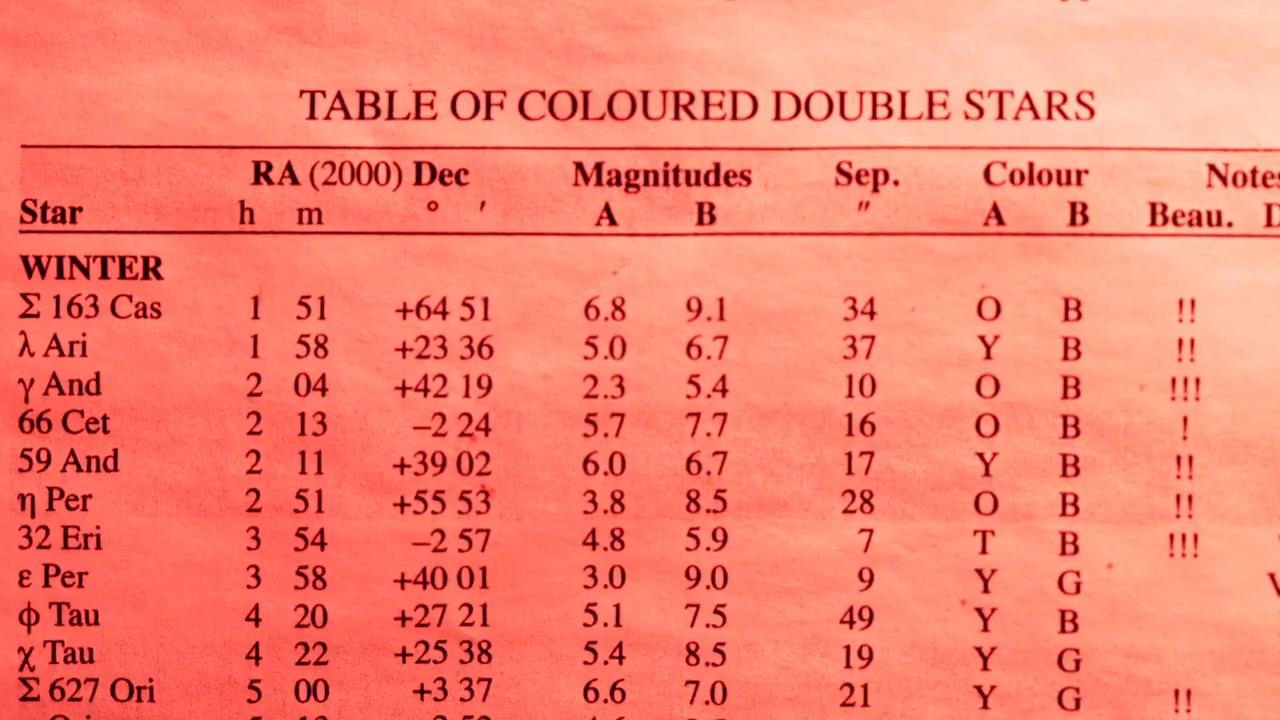 TABLE OF COLOURED DOUBLE STARS
RA (2000) Dec Magnitudes Sep. Colour Notes
Star h m ° ′ A B ″ A B Beau.
WINTER
Σ 163 Cas 1 51 +64 51 6.8 9.1 34 O B !!
λ Ari 1 58 +23 36 5.0 6.7 37 Y B !!
γ And 2 04 +42 19 2.3 5.4 10 O B !!!
66 Cet 2 13 –2 24 5.7 7.7 16 O B !
59 And 2 11 +39 02 6.0 6.7 17 Y B !!
η Per 2 51 +55 53 3.8 8.5 28 O B !!
32 Eri 3 54 –2 57 4.8 5.9 7 T B !!!
ε Per 3 58 +40 01 3.0 9.0 9 Y G
ϕ Tau 4 20 +27 21 5.1 7.5 49 Y B
χ Tau 4 22 +25 38 5.4 8.5 19 Y G
Σ 627 Ori 5 00 +3 37 6.6 7.0 21 Y G !!